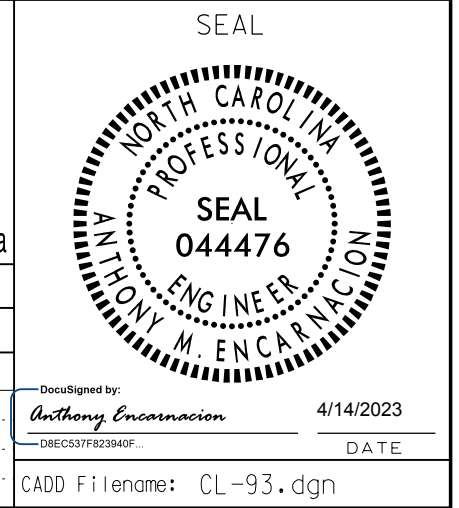 SEAL
NORTH CAROLINA
PROFESSIONAL
SEAL
044476
ENGINEER
ANTHONY M. ENCARNACION
DocuSigned by:
Anthony Encarnacion
4/14/2023
D8EC537F823940F...
DATE
CADD Filename: CL-93.dgn